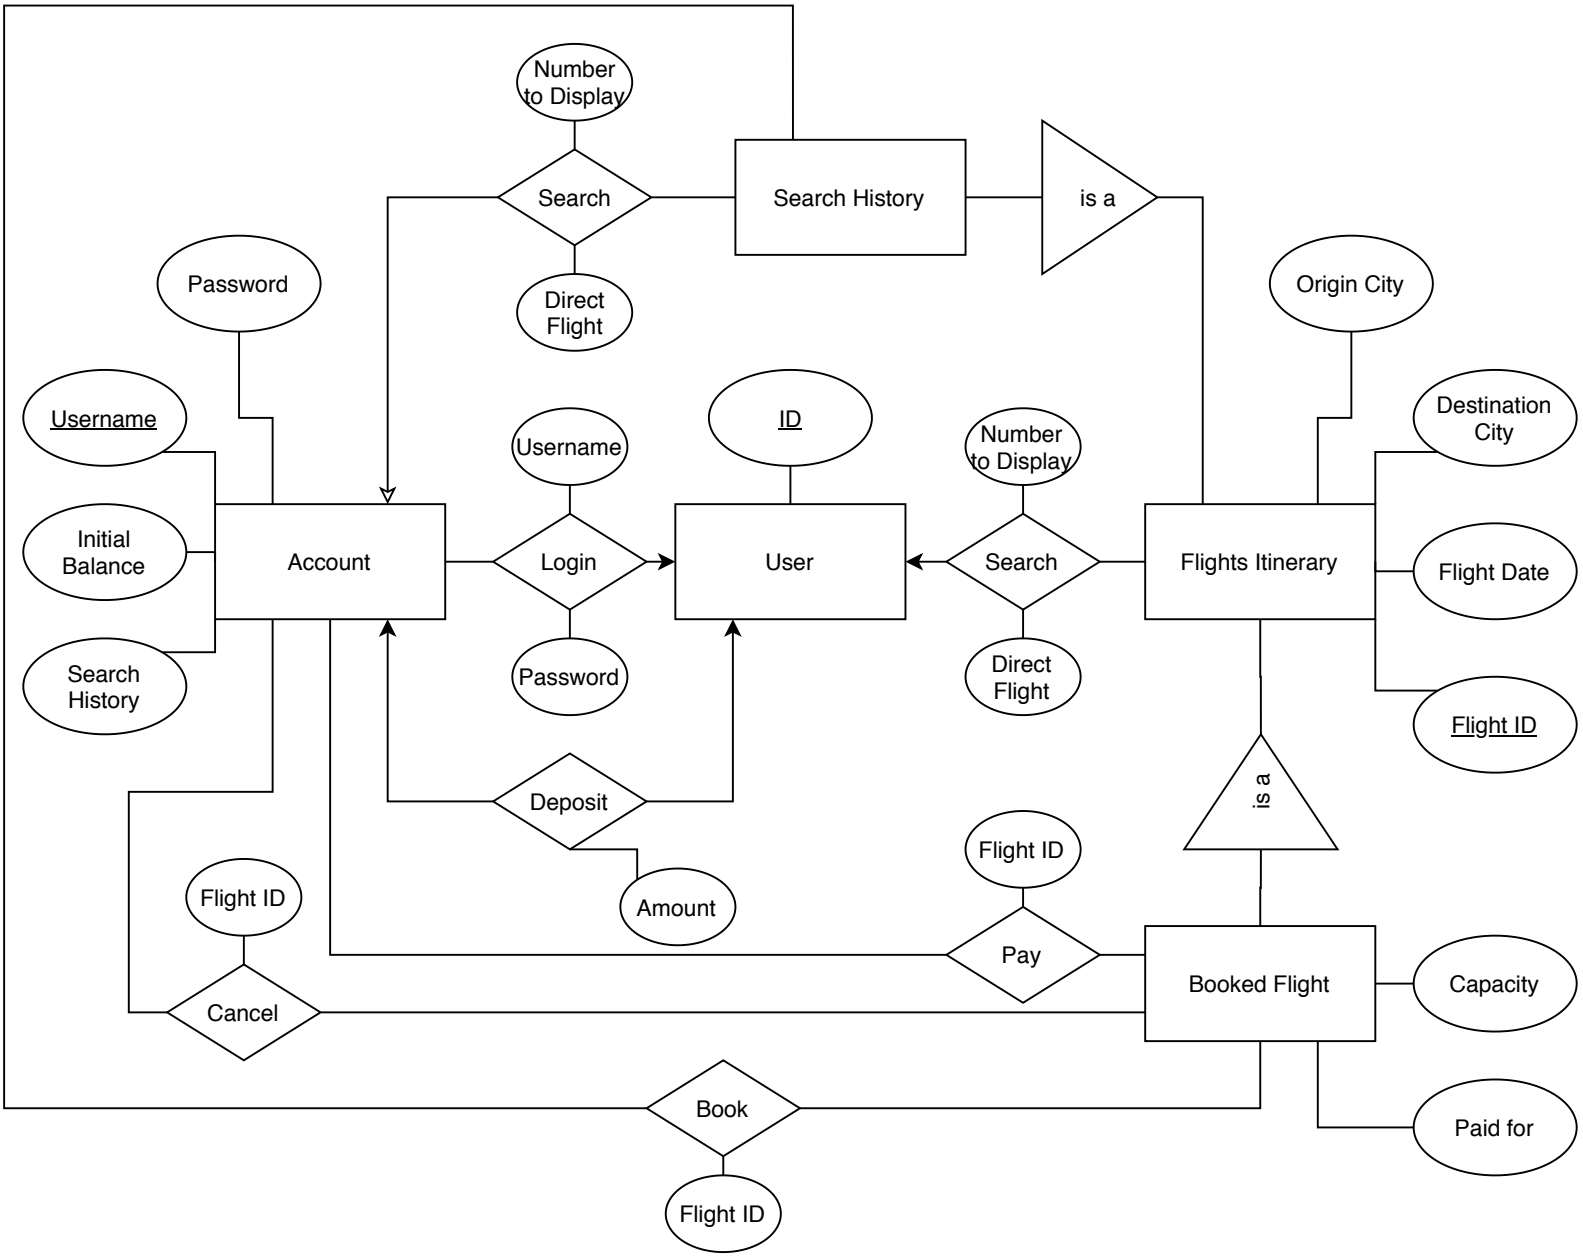 Number
to Display
Search
Search History
is a
Direct
Flight
Password
Origin City
Username
ID
Destination
City
Username
Number
to Display
Initial
Balance
Account
Login
User
Search
Flights Itinerary
Flight Date
Search
History
Password
Direct
Flight
Flight ID
Deposit
is a
Flight ID
Flight ID
Amount
Pay
Cancel
Booked Flight
Capacity
Book
Paid for
Flight ID